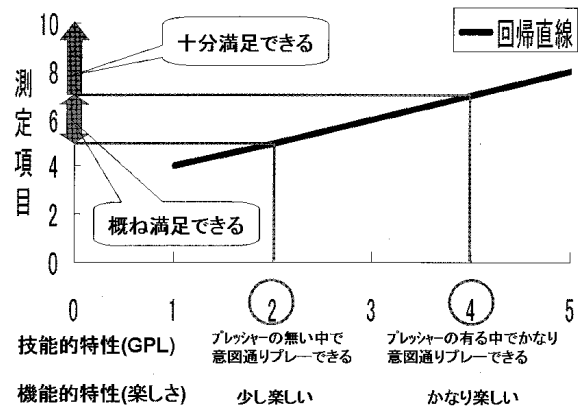 10
十分満足できる
回帰直線
8
測定項目
6
4
概ね満足できる
2
0
0 1 2 3 4 5
技能的特性(GPL)
プレッシャーの無い中で
意図通りプレーできる
プレッシャーの有る中でかなり
意図通りプレーできる
機能的特性(楽しさ)
少し楽しい
かなり楽しい